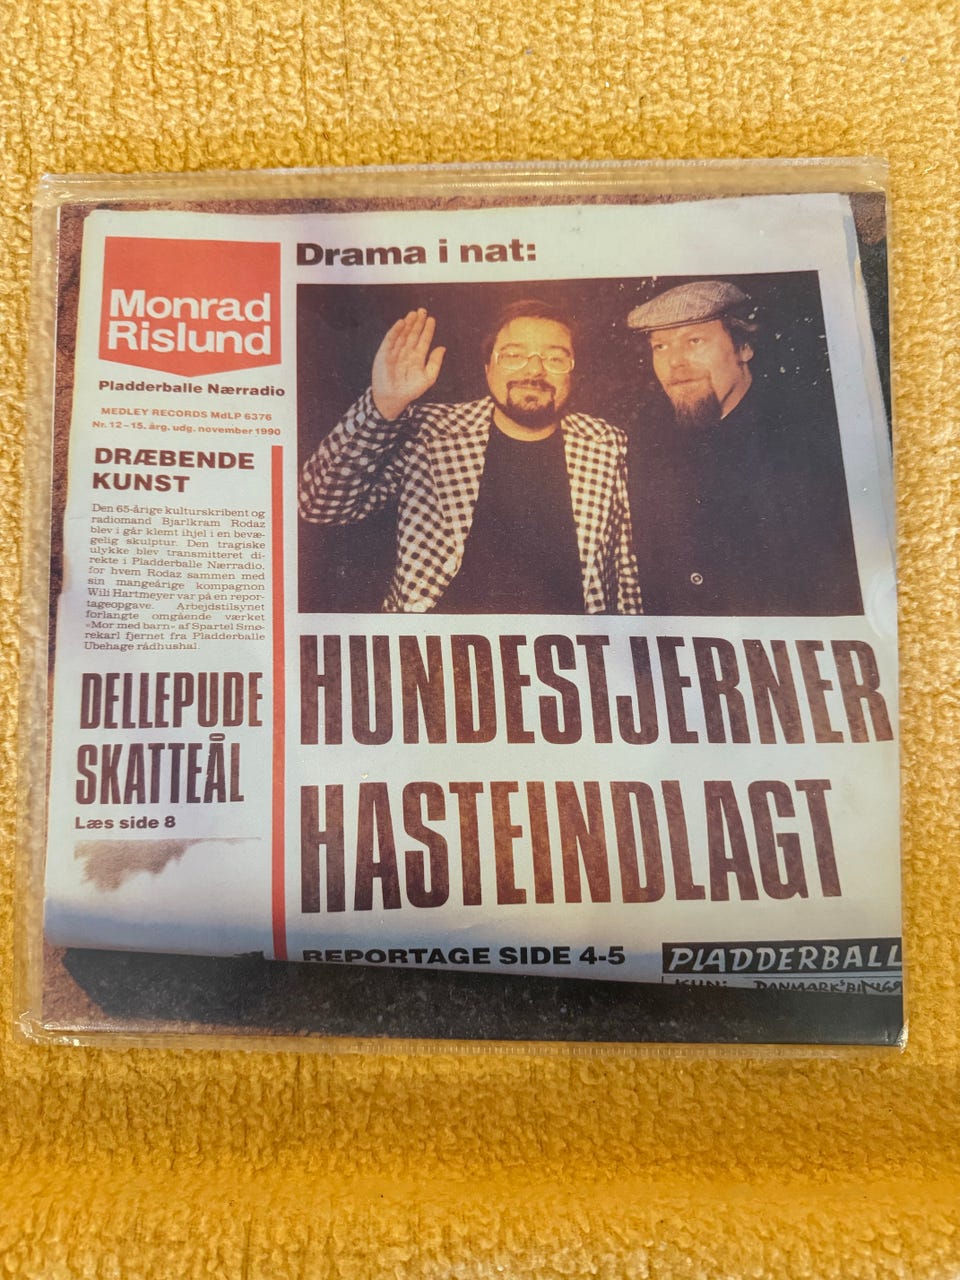 Drama i nat:
Monrad
Rislund
Pladderballe Nærradio
MEDLEY RECORDS MdLP 6376
Nr. 12–15. årg. udg. november 1990
DRÆBENDE
KUNST
Den 65-årige kulturskribent og
radiomand Bjarlkram Rodaz
blev i går klemt ihjel i en bevæ-
gelig skulptur. Den tragiske
ulykke blev transmitteret di-
rekte i Pladderballe Nærradio,
for hvem Rodaz sammen med
sin mangeårige kompagnon
Wili Hartmeyer var på en repor-
tageopgave. Arbejdstilsynet
forlangte omgående værket
»Mor med barn« af Spartel Smø-
rekarl fjernet fra Pladderballe
Ubehage rådhushal.
DELLEPUDE
SKATTEÅL
Læs side 8
HUNDESTJERNER
HASTEINDLAGT
REPORTAGE SIDE 4-5
PLADDERBALL
DANMARK'S